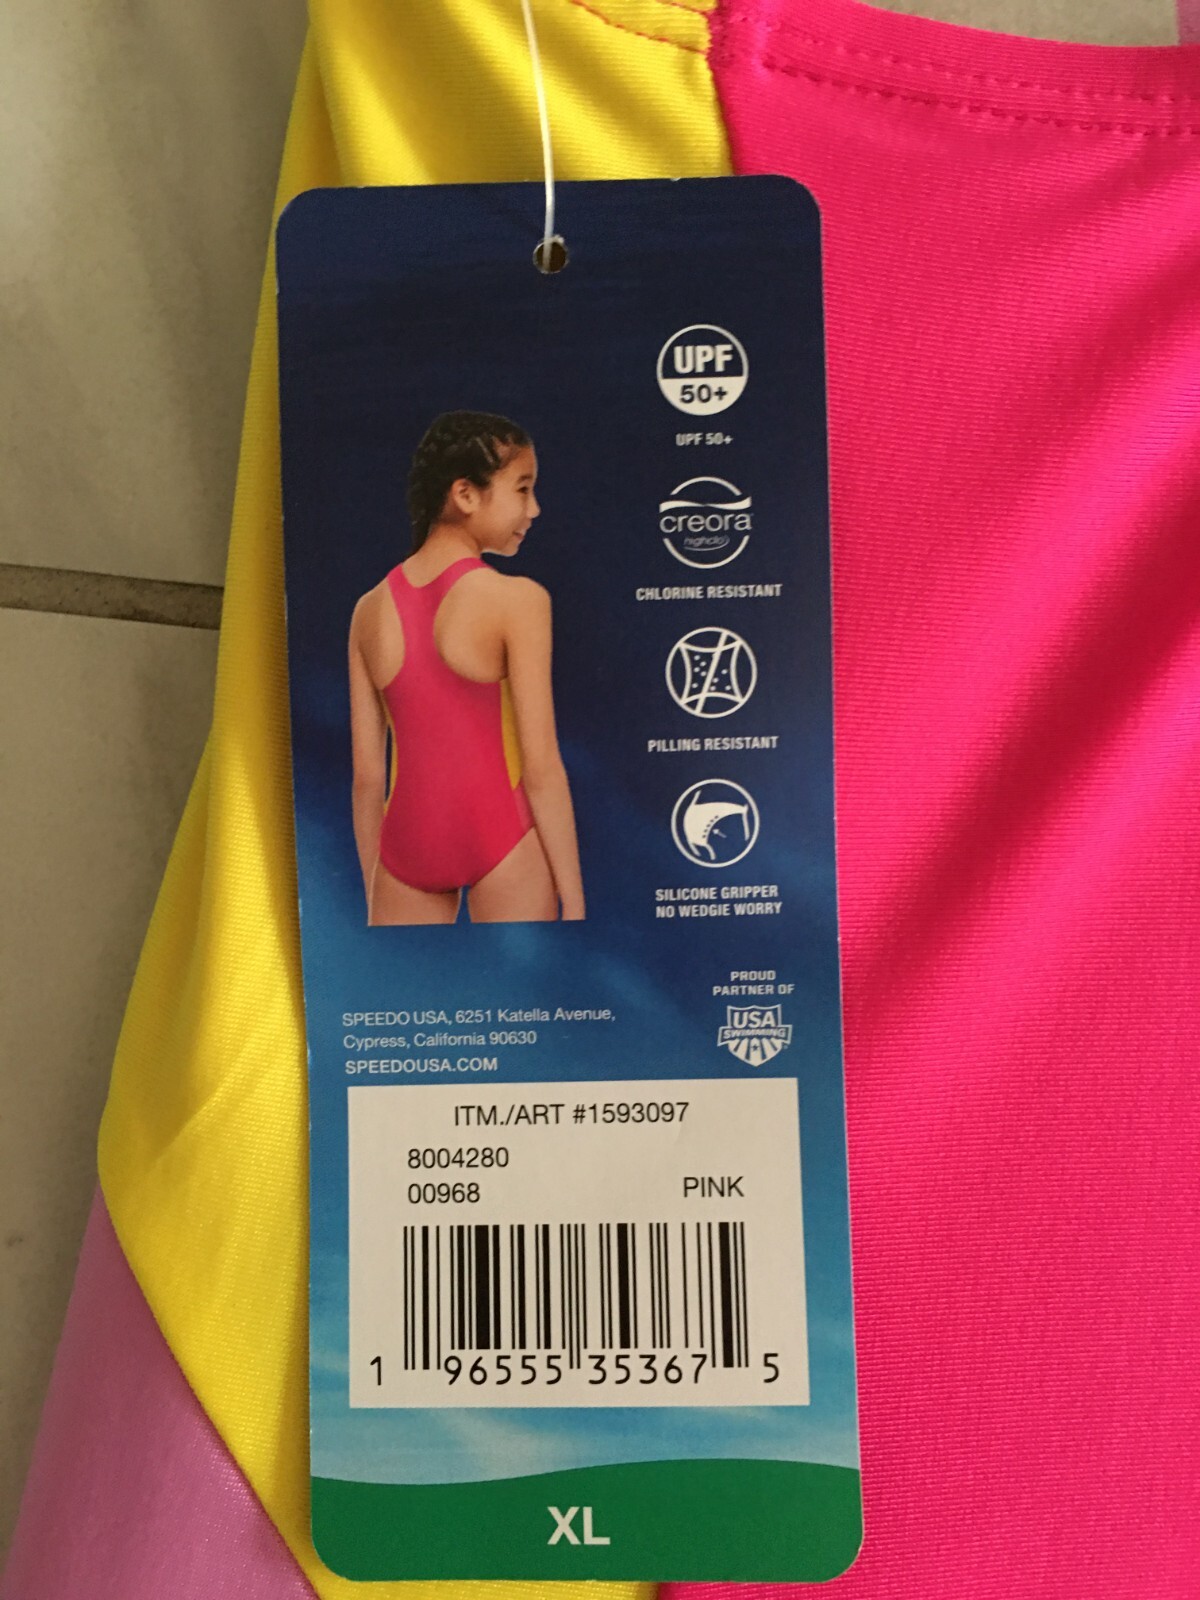 UPF
50+
UPF 50+
creora
highclo
CHLORINE RESISTANT
PILLING RESISTANT
SILICONE GRIPPER
NO WEDGIE WORRY
PROUD
PARTNER OF
USA
SWIMMING
SPEEDO USA, 6251 Katella Avenue,
Cypress, California 90630
SPEEDOUSA.COM
ITM./ART #1593097
8004280
00968 PINK
1 96555 35367 5
XL